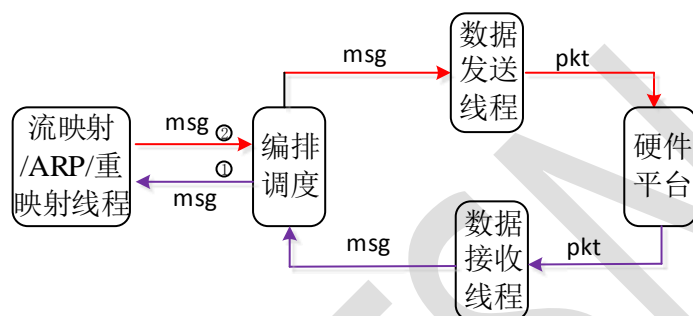 数据
发送
线程
msg
pkt
流映射
/ARP/重
映射线程
msg ②
①
msg
编排
调度
硬件
平台
msg
数据
接收
线程
pkt